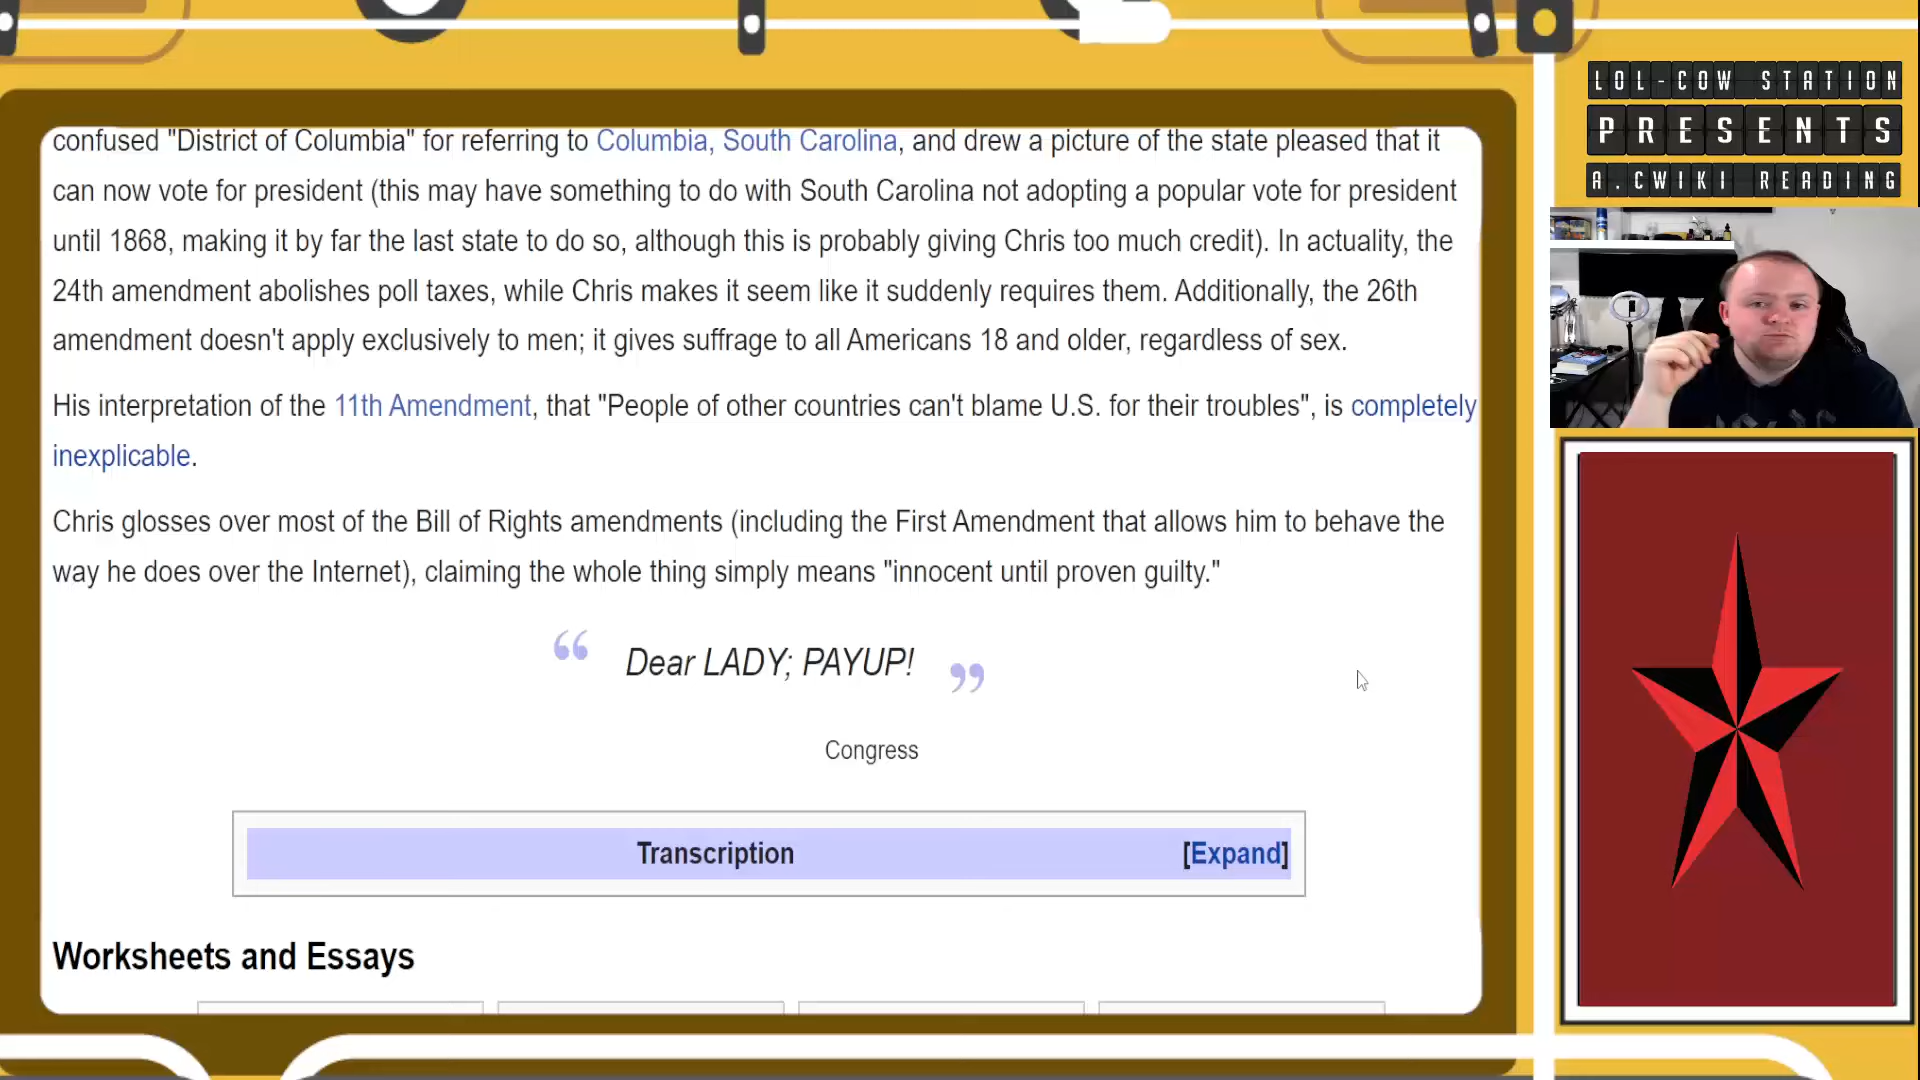 LOL-COW STATION
PRESENTS
A.CWIKI READING
confused "District of Columbia" for referring to Columbia, South Carolina, and drew a picture of the state pleased that it
can now vote for president (this may have something to do with South Carolina not adopting a popular vote for president
until 1868, making it by far the last state to do so, although this is probably giving Chris too much credit). In actuality, the
24th amendment abolishes poll taxes, while Chris makes it seem like it suddenly requires them. Additionally, the 26th
amendment doesn't apply exclusively to men; it gives suffrage to all Americans 18 and older, regardless of sex.
His interpretation of the 11th Amendment, that "People of other countries can't blame U.S. for their troubles", is completely
inexplicable.
Chris glosses over most of the Bill of Rights amendments (including the First Amendment that allows him to behave the
way he does over the Internet), claiming the whole thing simply means "innocent until proven guilty."
“ Dear LADY; PAYUP! ”
Congress
Transcription [Expand]
Worksheets and Essays